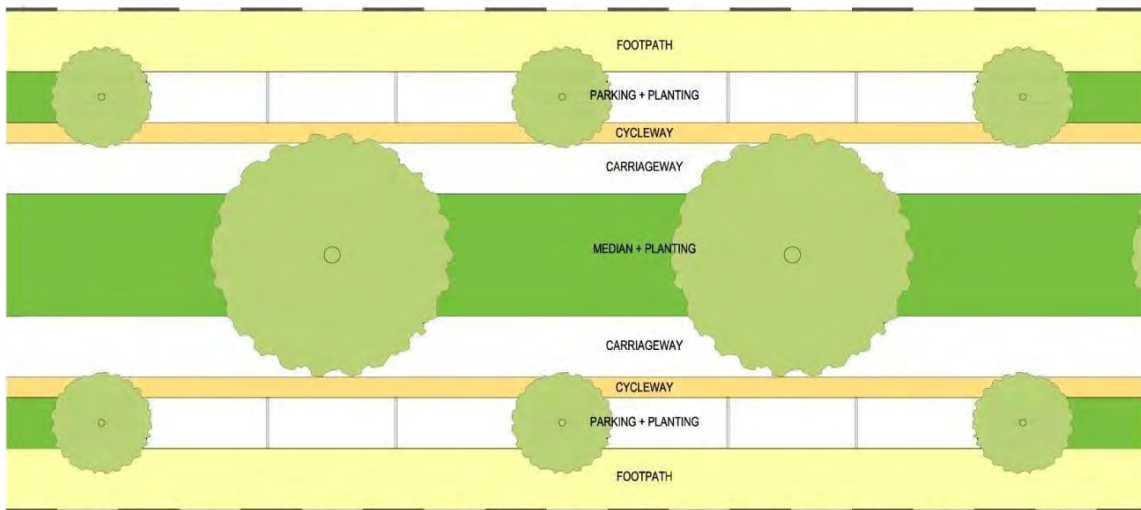 FOOTPATH
PARKING + PLANTING
CYCLEWAY
CARRIAGEWAY
MEDIAN + PLANTING
CARRIAGEWAY
CYCLEWAY
PARKING + PLANTING
FOOTPATH